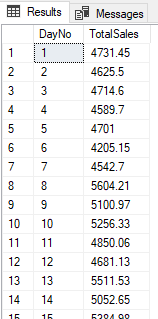 Results Messages
DayNo TotalSales
1 1 4731.45
2 2 4625.5
3 3 4714.6
4 4 4589.7
5 5 4701
6 6 4205.15
7 7 4542.7
8 8 5604.21
9 9 5100.97
10 10 5256.33
11 11 4850.06
12 12 4681.13
13 13 5511.53
14 14 5052.65
15 15 5384.98